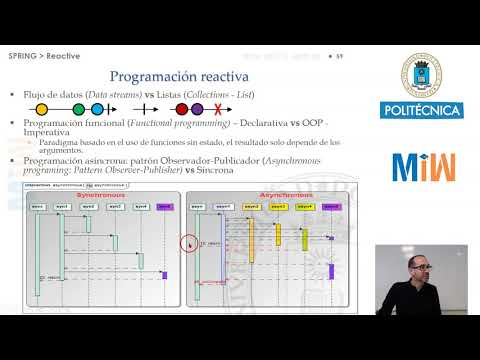 SPRING > Reactive
59
Programación reactiva
Flujo de datos (Data streams) vs Listas (Collections - List)
Programación funcional (Functional programming) – Declarativa vs OOP -
Imperativa
Paradigma basado en el uso de funciones sin estado, el resultado solo depende de los
argumentos.
Programación asíncrona: patrón Observador-Publicador (Asynchronous
programing: Pattern Observer-Publisher) vs Síncrona
Synchronous
Asynchronous
POLITÉCNICA
MiW